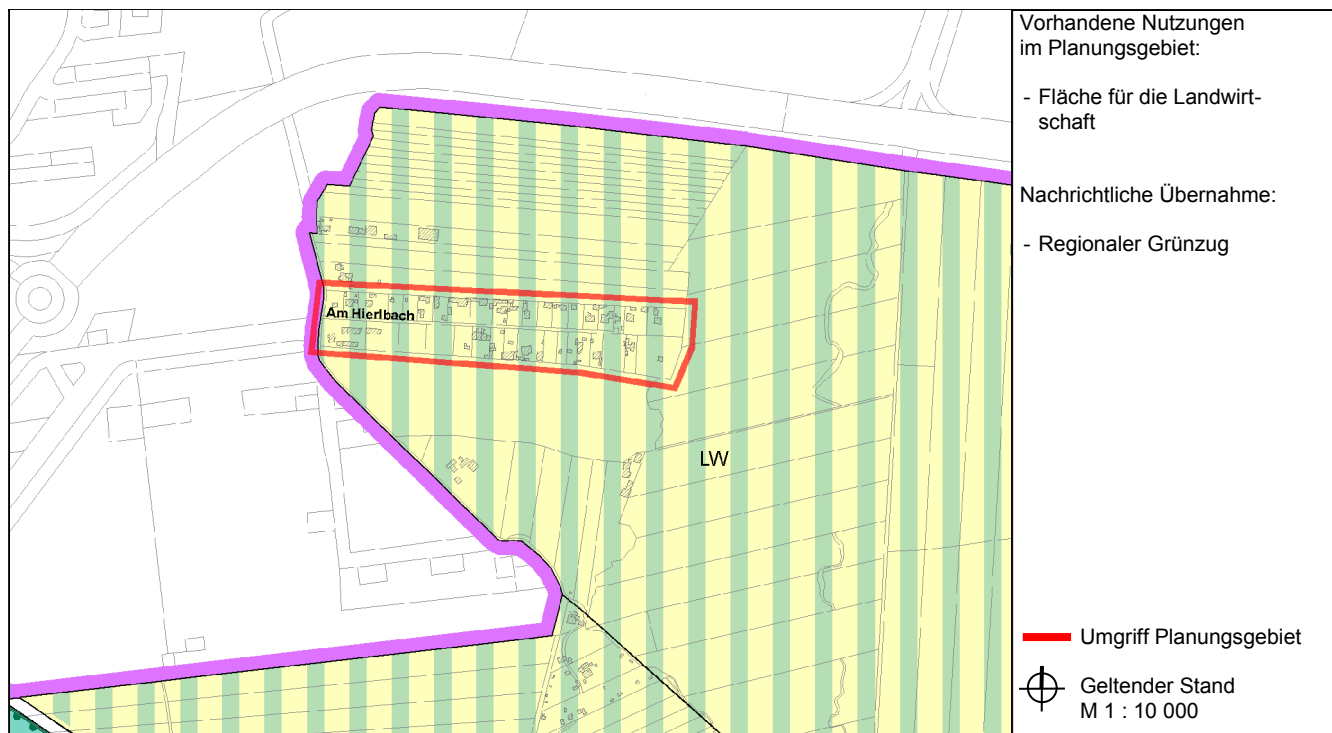 Vorhandene Nutzungen
im Planungsgebiet:
- Fläche für die Landwirt-
schaft
Nachrichtliche Übernahme:
- Regionaler Grünzug
Am Hierlbach
LW
Umgriff Planungsgebiet
Geltender Stand
M 1 : 10 000